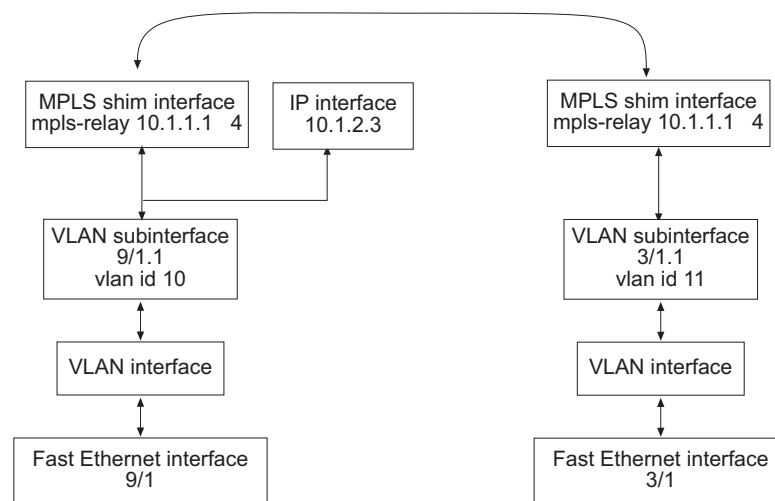 MPLS shim interface
mpls-relay 10.1.1.1 4
IP interface
10.1.2.3
MPLS shim interface
mpls-relay 10.1.1.1 4
VLAN subinterface
9/1.1
vlan id 10
VLAN subinterface
3/1.1
vlan id 11
VLAN interface
VLAN interface
Fast Ethernet interface
9/1
Fast Ethernet interface
3/1